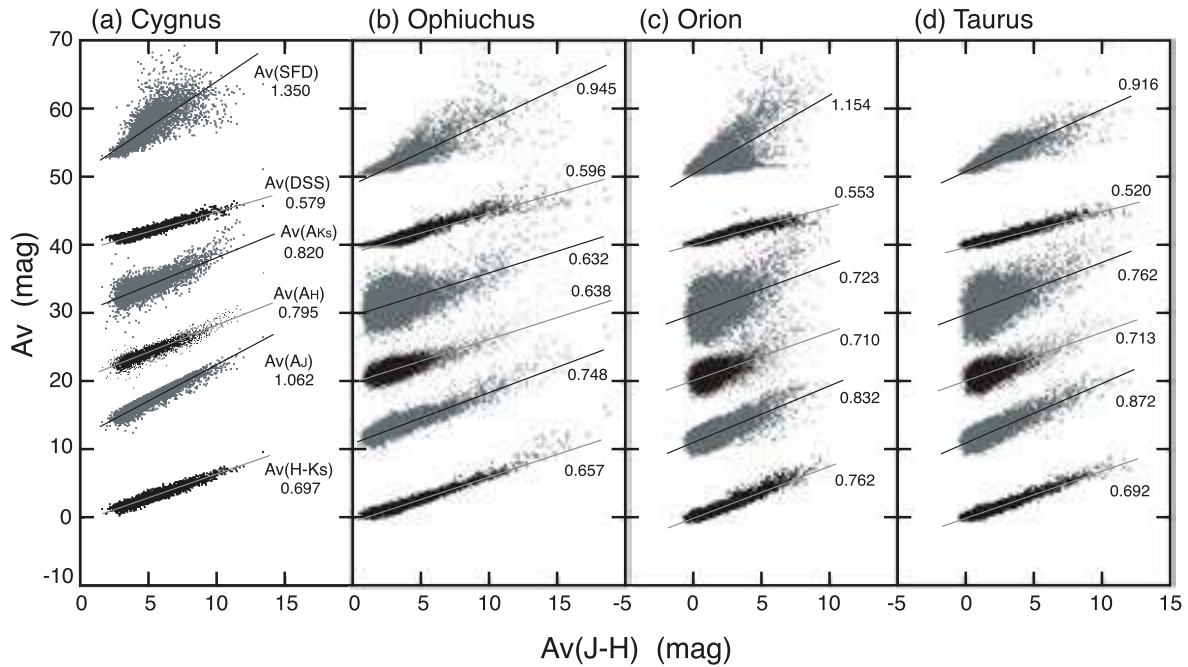 (a) Cygnus
(b) Ophiuchus
(c) Orion
(d) Taurus
70
60
50
40
30
20
10
0
-10
Av (mag)
Av(SFD)
1.350
Av(DSS)
0.579
Av(AKs)
0.820
Av(AH)
0.795
Av(AJ)
1.062
Av(H-Ks)
0.697
0.945
0.596
0.632
0.638
0.748
0.657
1.154
0.553
0.723
0.710
0.832
0.762
0.916
0.520
0.762
0.713
0.872
0.692
0 5 10 15
0 5 10
-5 0 5 10
-5 0 5 10 15
Av(J-H) (mag)